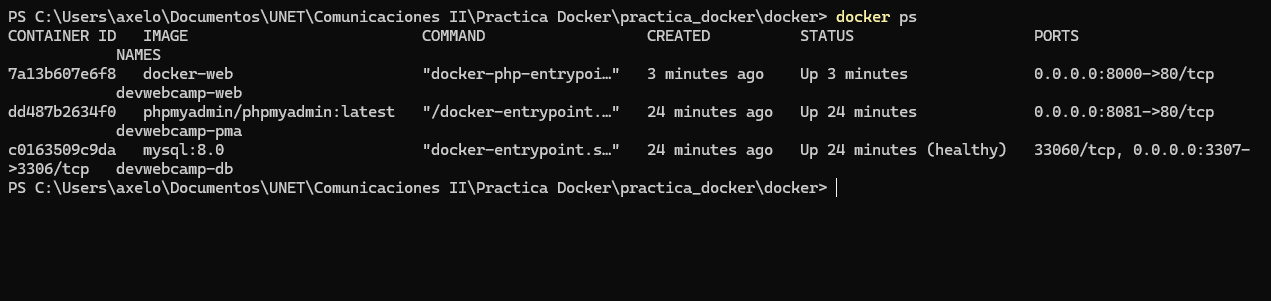 PS C:\Users\axelo\Documentos\UNET\Comunicaciones II\Practica Docker\practica_docker\docker> docker ps
CONTAINER ID   IMAGE                          COMMAND                  CREATED          STATUS                    PORTS
            NAMES
7a13b607e6f8   docker-web                     "docker-php-entrypoi…"   3 minutes ago    Up 3 minutes              0.0.0.0:8000->80/tcp
            devwebcamp-web
dd487b2634f0   phpmyadmin/phpmyadmin:latest   "/docker-entrypoint.…"   24 minutes ago   Up 24 minutes             0.0.0.0:8081->80/tcp
            devwebcamp-pma
c0163509c9da   mysql:8.0                      "docker-entrypoint.s…"   24 minutes ago   Up 24 minutes (healthy)   33060/tcp, 0.0.0.0:3307-
>3306/tcp   devwebcamp-db
PS C:\Users\axelo\Documentos\UNET\Comunicaciones II\Practica Docker\practica_docker\docker>